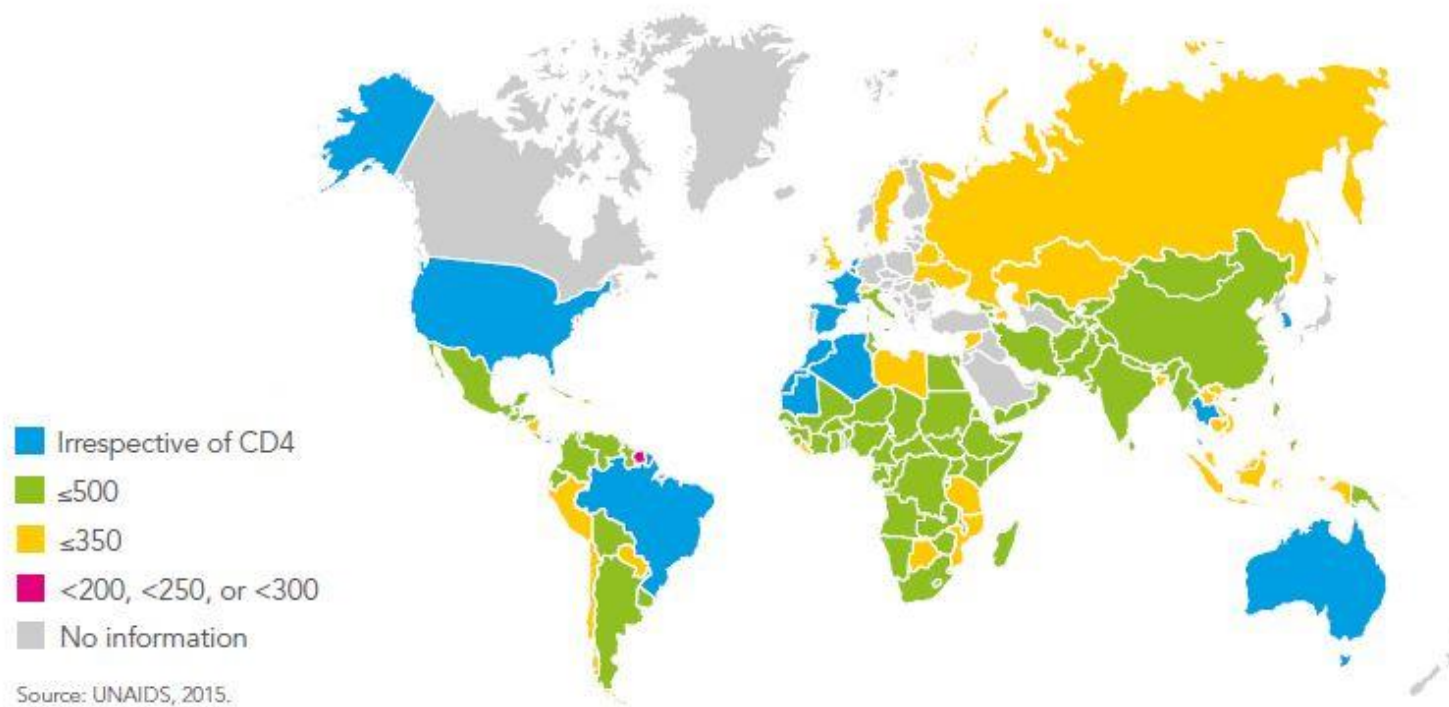 Irrespective of CD4
≤500
≤350
<200, <250, or <300
No information
Source: UNAIDS, 2015.